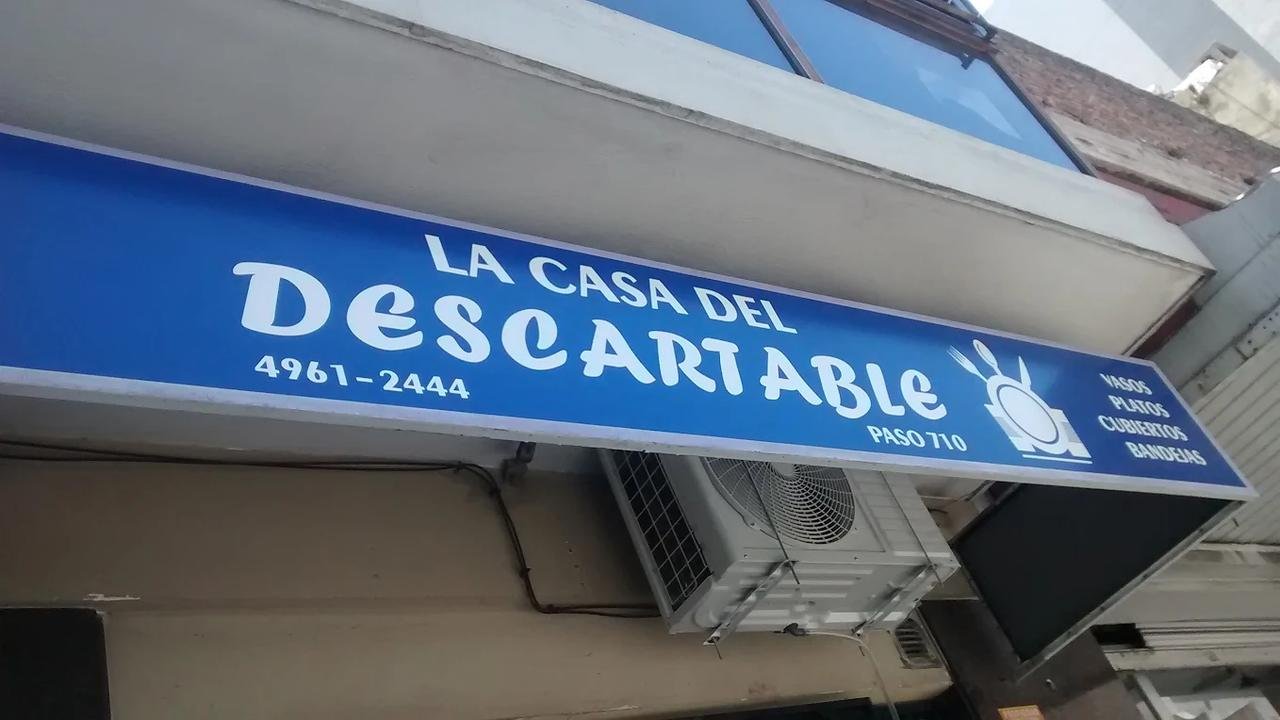 LA CASA DEL
DESCARTABLE
4961-2444
PASO 710
VASOS
PLATOS
CUBIERTOS
BANDEJAS